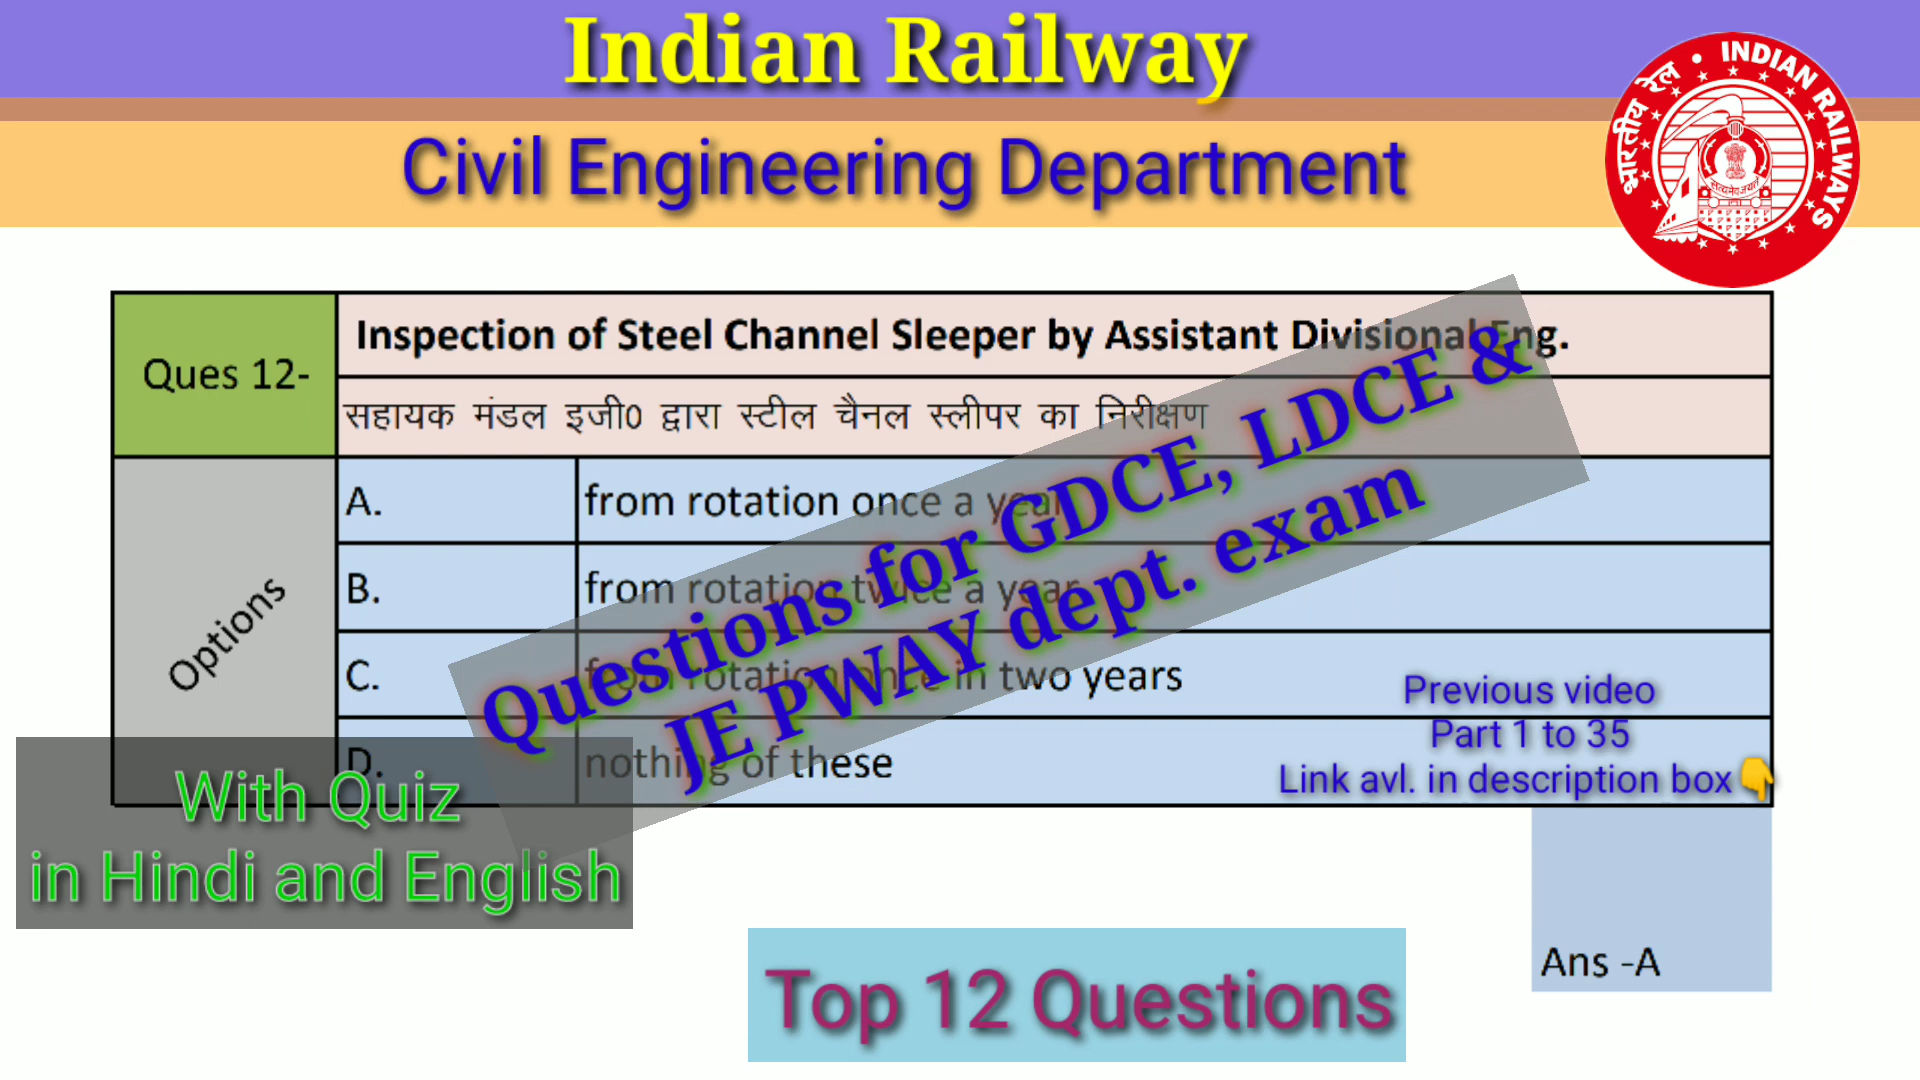 Indian Railway
Civil Engineering Department
भारतीय रेल • INDIAN RAILWAYS
Ques 12-
Inspection of Steel Channel Sleeper by Assistant Divisional Eng.
सहायक मंडल इजी0 द्वारा स्टील चैनल स्लीपर का निरीक्षण
Options
A. from rotation once a year
B. from rotation twice a year
C. from rotation once in two years
D. nothing of these
Questions for GDCE, LDCE &
JE PWAY dept. exam
Previous video
Part 1 to 35
Link avl. in description box👇
With Quiz
in Hindi and English
Ans -A
Top 12 Questions